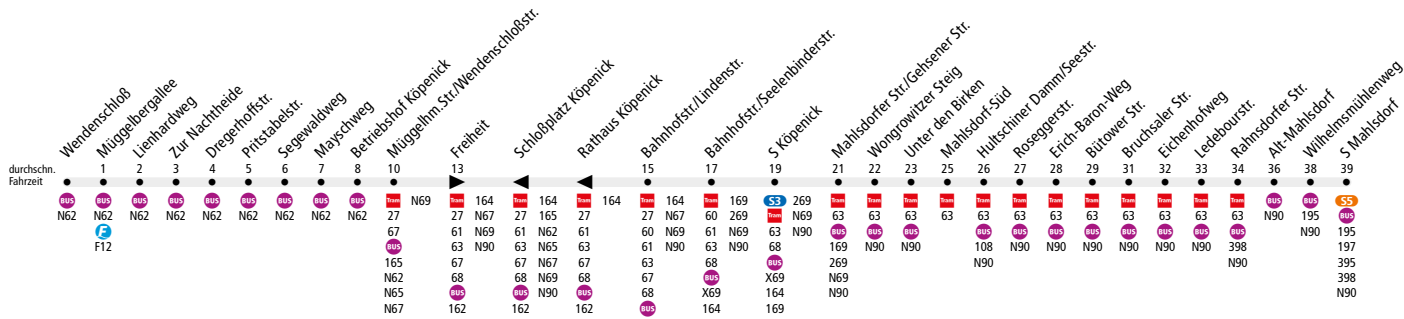 Wendenschloß
Müggelbergallee
Lienhardweg
Zur Nachtheide
Dregerhoffstr.
Pritstabelstr.
Segewaldweg
Mayschweg
Betriebshof Köpenick
Müggelhm.Str./Wendenschloßstr.
Freiheit
Schloßplatz Köpenick
Rathaus Köpenick
Bahnhofstr./Lindenstr.
Bahnhofstr./Seelenbinderstr.
S Köpenick
Mahlsdorfer Str./Gehsener Str.
Wongrowitzer Steig
Unter den Birken
Mahlsdorf-Süd
Hultschiner Damm/Seestr.
Roseggerstr.
Erich-Baron-Weg
Bütower Str.
Bruchsaler Str.
Eichenhofweg
Ledebourstr.
Rahnsdorfer Str.
Alt-Mahlsdorf
Wilhelmsmühlenweg
S Mahlsdorf
durchschn. 1 2 3 4 5 6 7 8 10 13 15 17 19 21 22 23 25 26 27 28 29 31 32 33 34 36 38 39
Fahrzeit
BUS BUS BUS BUS BUS BUS BUS BUS BUS Tram N69 Tram 164 Tram 164 Tram 164 Tram 164 Tram 169 S3 269 Tram Tram Tram Tram Tram Tram Tram Tram Tram Tram Tram Tram BUS BUS S5
N62 N62 N62 N62 N62 N62 N62 N62 N62 27 27 N67 27 165 27 27 N67 60 269 Tram N69 63 63 63 63 63 63 63 63 63 63 63 63 N90 195 BUS
F 67 61 N69 61 N62 61 60 N69 61 N69 63 N90 BUS BUS BUS BUS BUS BUS BUS BUS BUS BUS BUS N90 195
F12 BUS 63 N90 63 N65 63 61 N90 63 N90 68 169 N90 N90 108 N90 N90 N90 N90 N90 N90 398 197
165 67 67 N67 67 63 68 BUS 269 N90 N90 395
N62 68 68 N69 68 67 BUS X69 N69 398
N65 BUS BUS N90 BUS 68 X69 164 N90 N90
N67 162 162 162 BUS 164 169